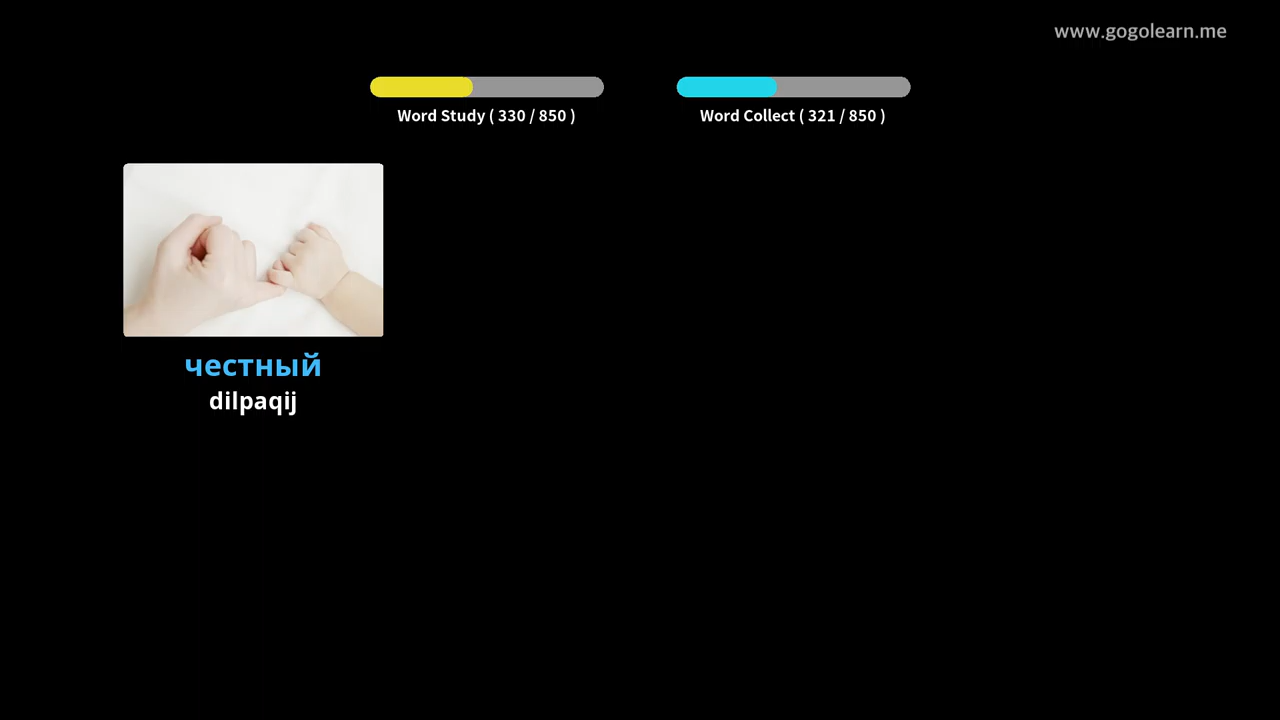 www.gogolearn.me
Word Study ( 330 / 850 )
Word Collect ( 321 / 850 )
честный
dilpaqij